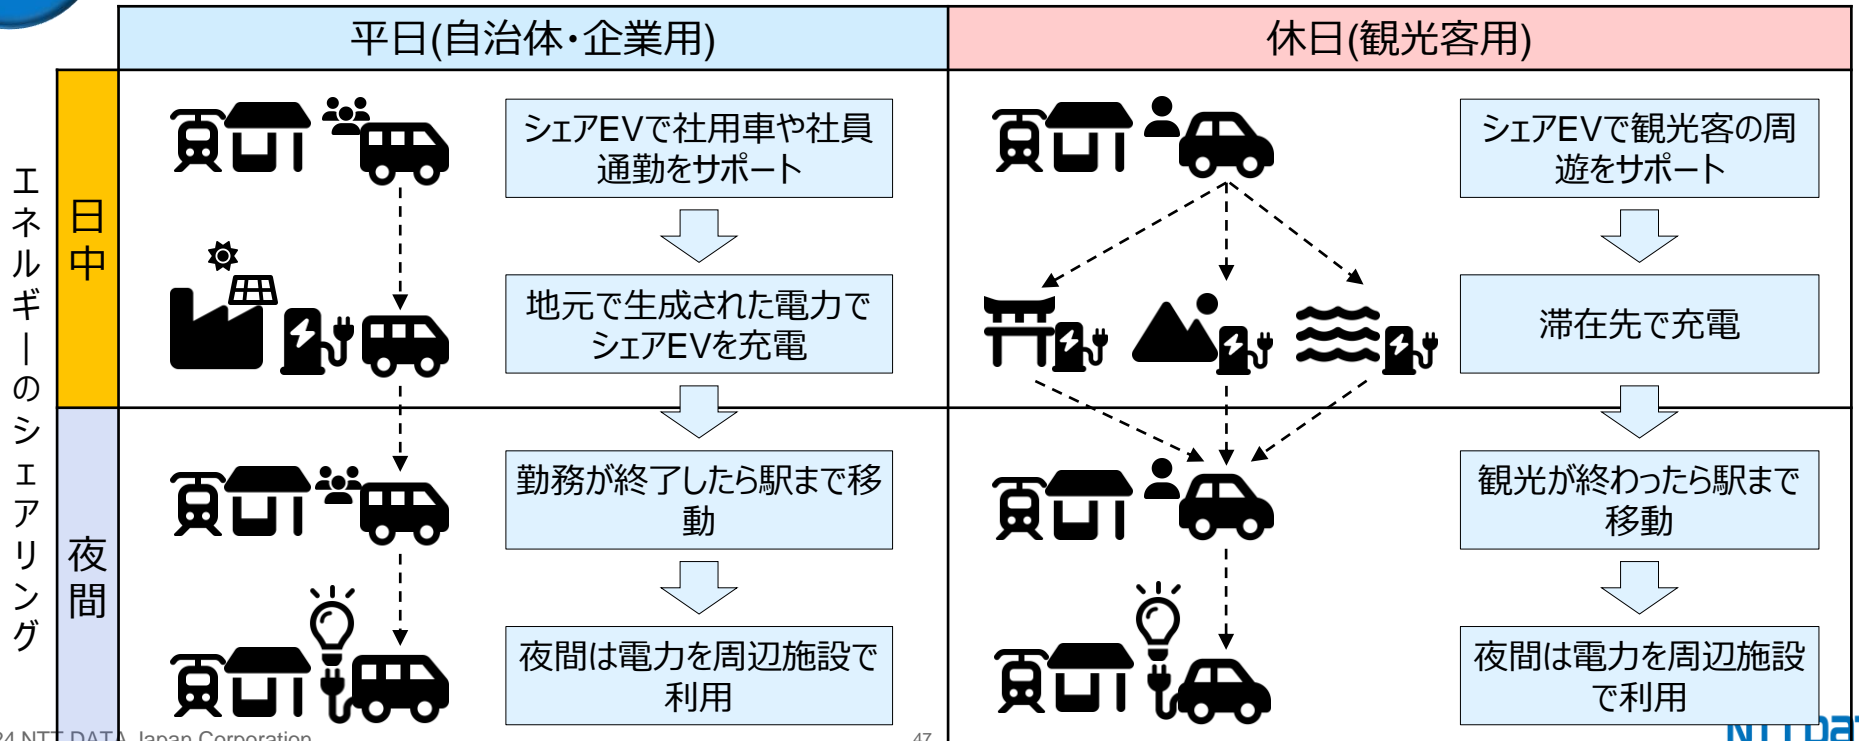 平日(自治体・企業用)
休日(観光客用)
エネルギーのシェアリング
日中
シェアEVで社用車や社員
通勤をサポート
シェアEVで観光客の周
遊をサポート
地元で生成された電力で
シェアEVを充電
滞在先で充電
夜間
勤務が終了したら駅まで移
動
観光が終わったら駅まで
移動
夜間は電力を周辺施設で
利用
夜間は電力を周辺施設
で利用
24 NTT DATA Japan Corporation
47
NTT DaT